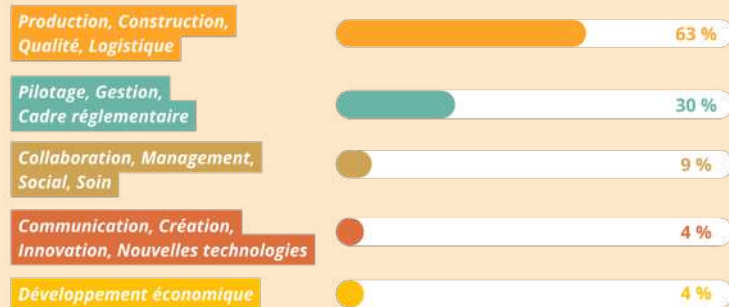 Production, Construction,
Qualité, Logistique
63 %
Pilotage, Gestion,
Cadre réglementaire
30 %
Collaboration, Management,
Social, Soin
9 %
Communication, Création,
Innovation, Nouvelles technologies
4 %
Développement économique
4 %